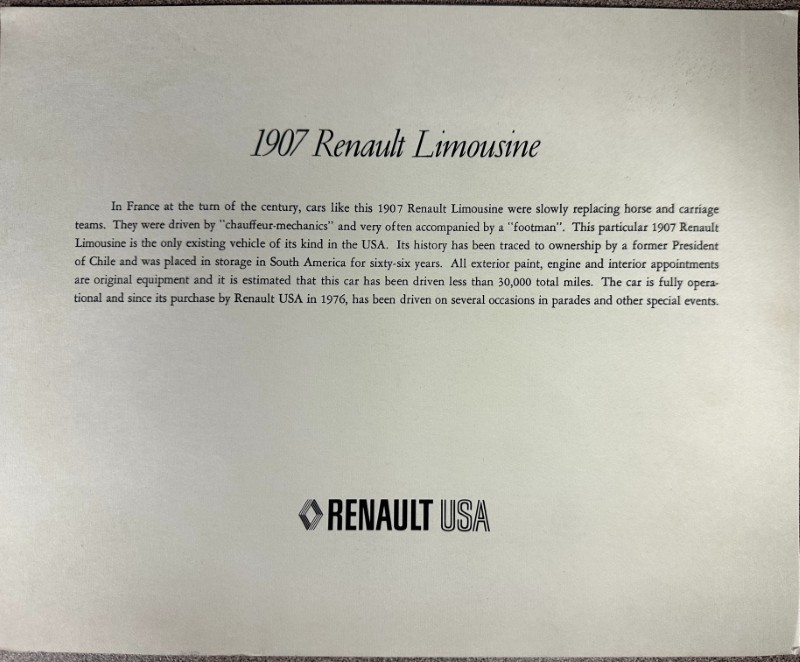 1907 Renault Limousine
In France at the turn of the century, cars like this 1907 Renault Limousine were slowly replacing horse and carriage
teams. They were driven by "chauffeur-mechanics" and very often accompanied by a "footman". This particular 1907 Renault
Limousine is the only existing vehicle of its kind in the USA. Its history has been traced to ownership by a former President
of Chile and was placed in storage in South America for sixty-six years. All exterior paint, engine and interior appointments
are original equipment and it is estimated that this car has been driven less than 30,000 total miles. The car is fully opera-
tional and since its purchase by Renault USA in 1976, has been driven on several occasions in parades and other special events.
RENAULT USA